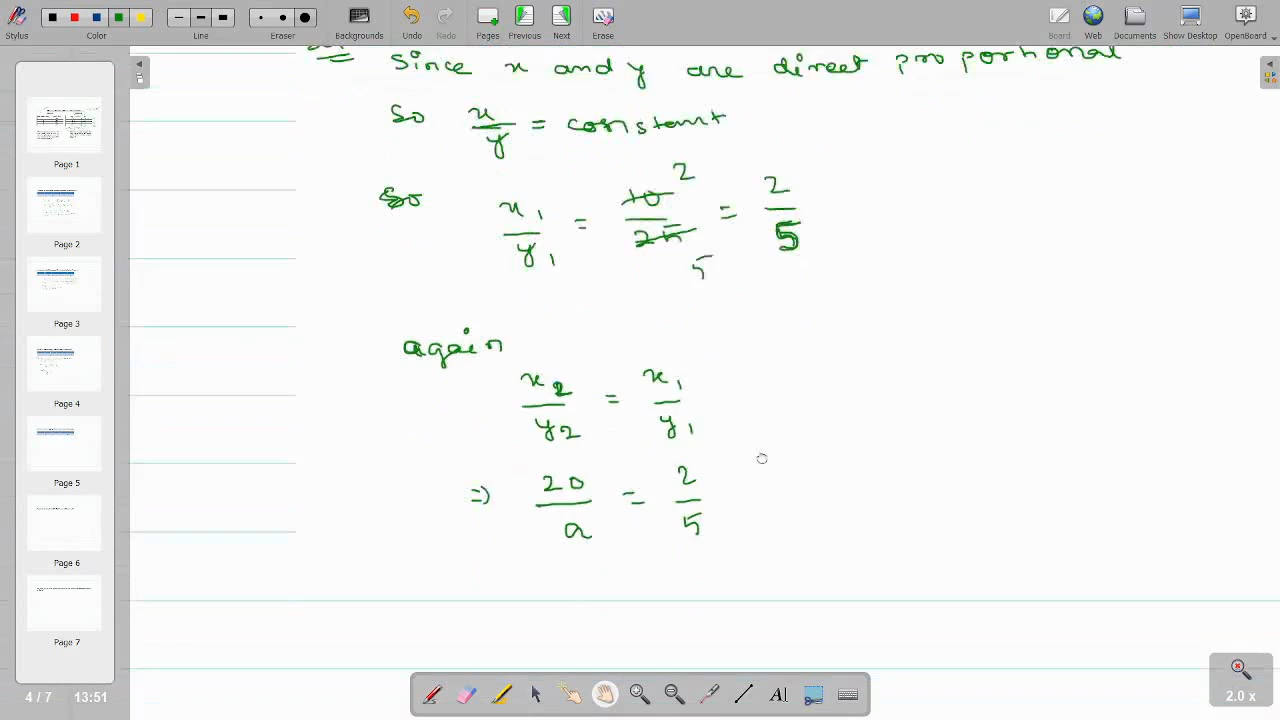 Stylus Color Line Backgrounds Undo Redo Pages Previous Next Erase Board Web Documents Show Desktop OpenBoard
Since x and y are direct proportional
So x/y = constant
So x₁/y₁ = 10/25 2/5 = 2/5
again
x₂/y₂ = x₁/y₁
⇒ 20/a = 2/5
Page 1
Page 2
Page 3
Page 4
Page 5
Page 6
Page 7
4 / 7 13:51
2.0 x